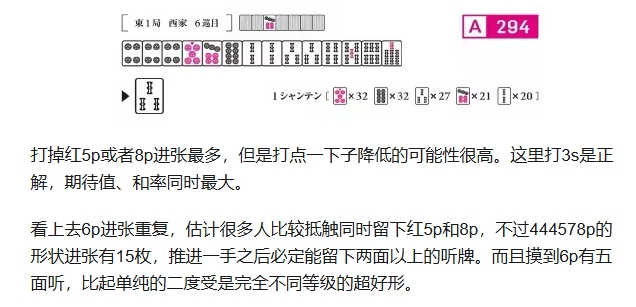 [ 東1局 西家 6巡目 ]
A 294
1シャンテン [ ×32 ×32 ×27 ×21 ×20 ]
打掉红5p或者8p进张最多，但是打点一下子降低的可能性很高。这里打3s是正
解，期待值、和率同时最大。
看上去6p进张重复，估计很多人比较抵触同时留下红5p和8p，不过444578p的
形状进张有15枚，推进一手之后必定能留下两面以上的听牌。而且摸到6p有五
面听，比起单纯的二度受是完全不同等级的超好形。